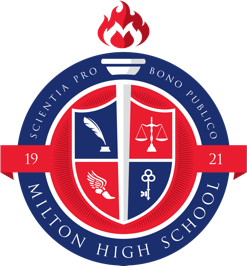 SCIENTIA PRO BONO PUBLICO
19 21
MILTON HIGH SCHOOL